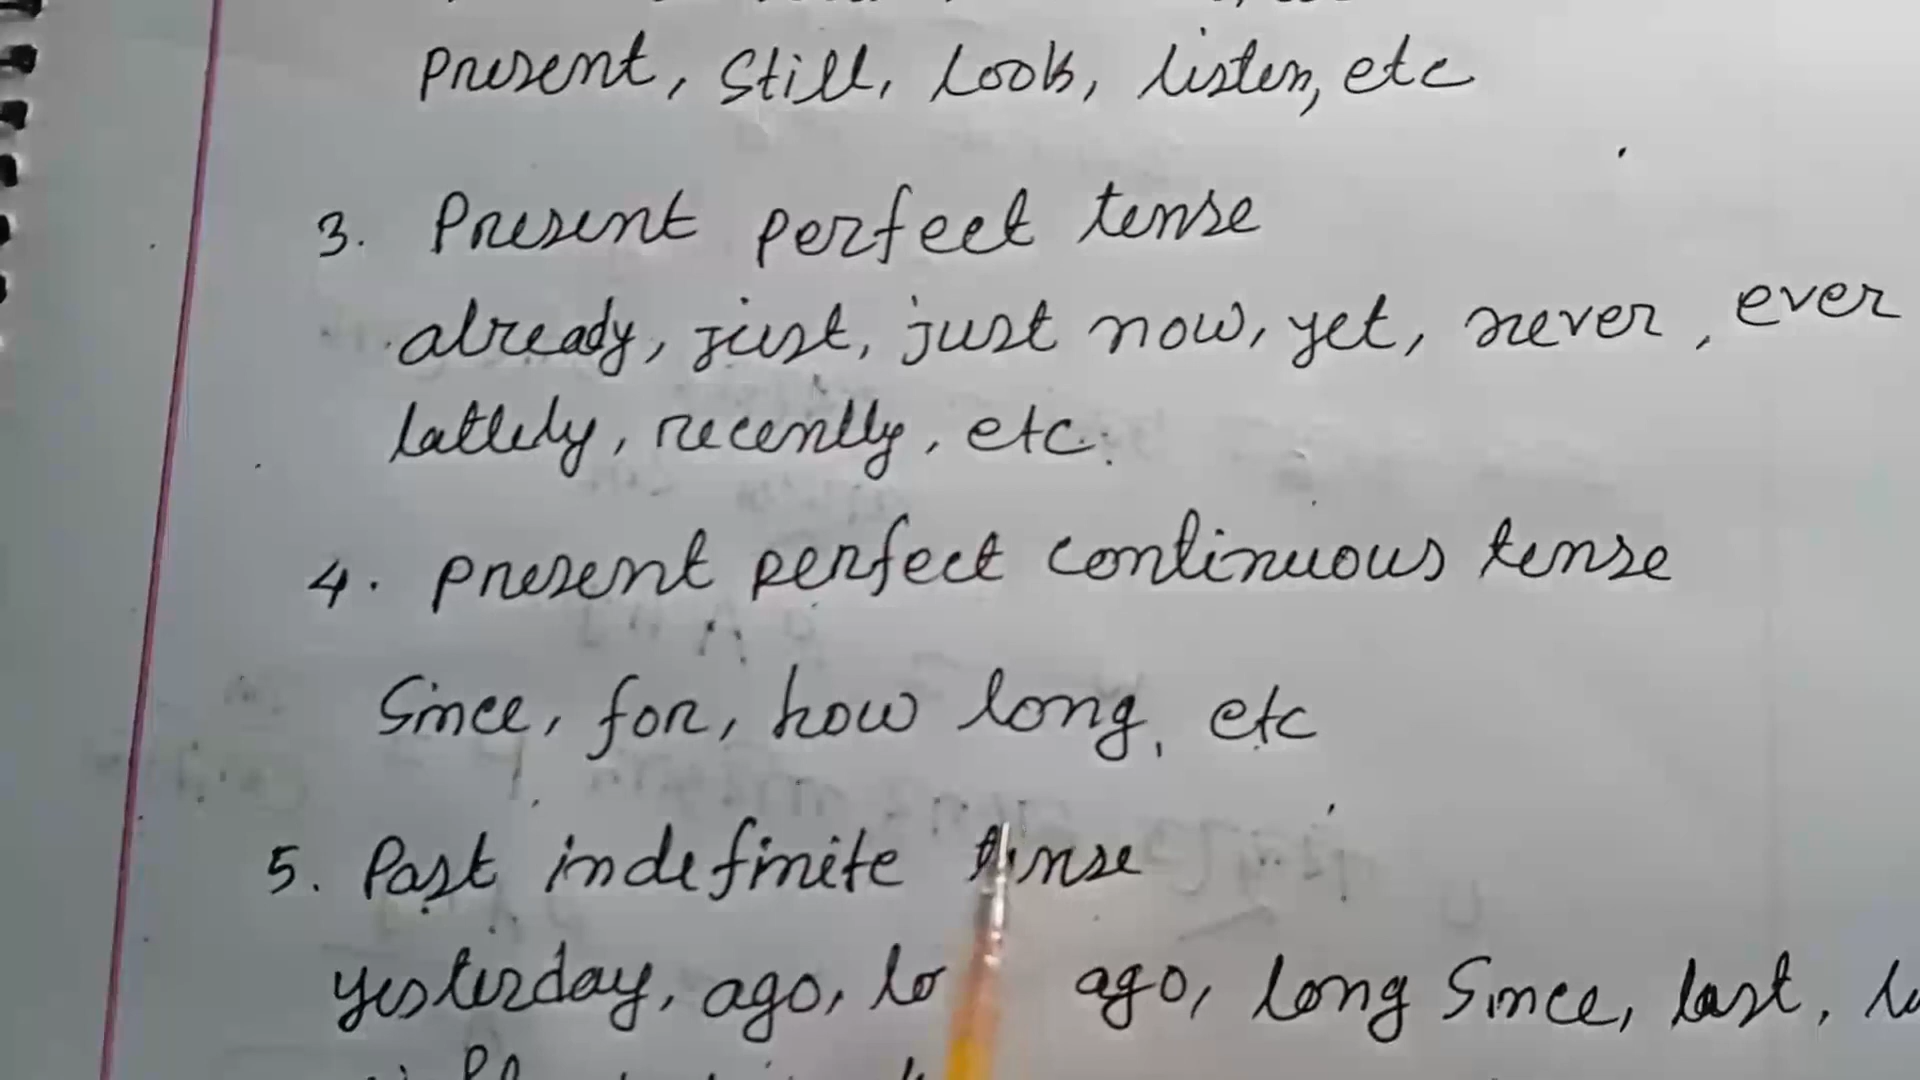 present, still, look, listen, etc
3. Present perfect tense
already, just, just now, yet, never, ever
lattely, recently, etc.
4. present perfect continuous tense
Since, for, how long, etc
5. Past indefinite tense
yesterday, ago, ago, long Since, last,